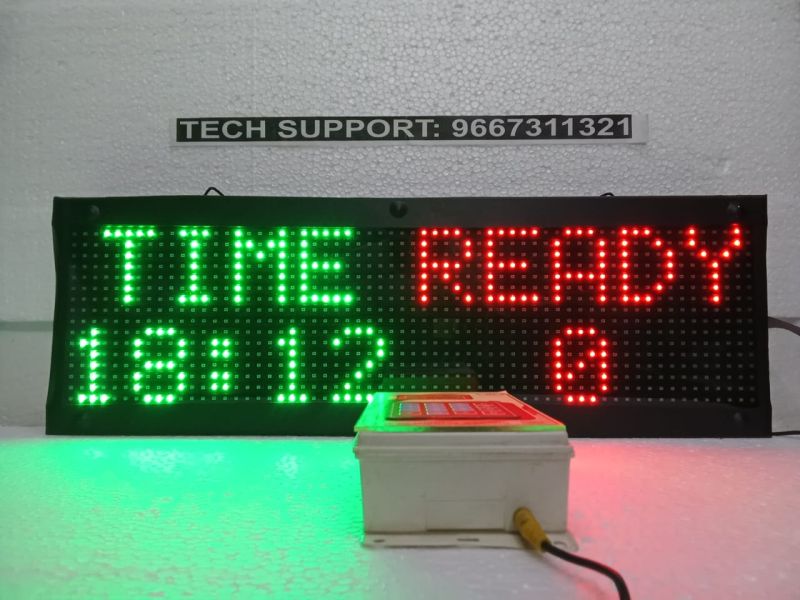 TECH SUPPORT: 9667311321
TIME READY
18:12 0